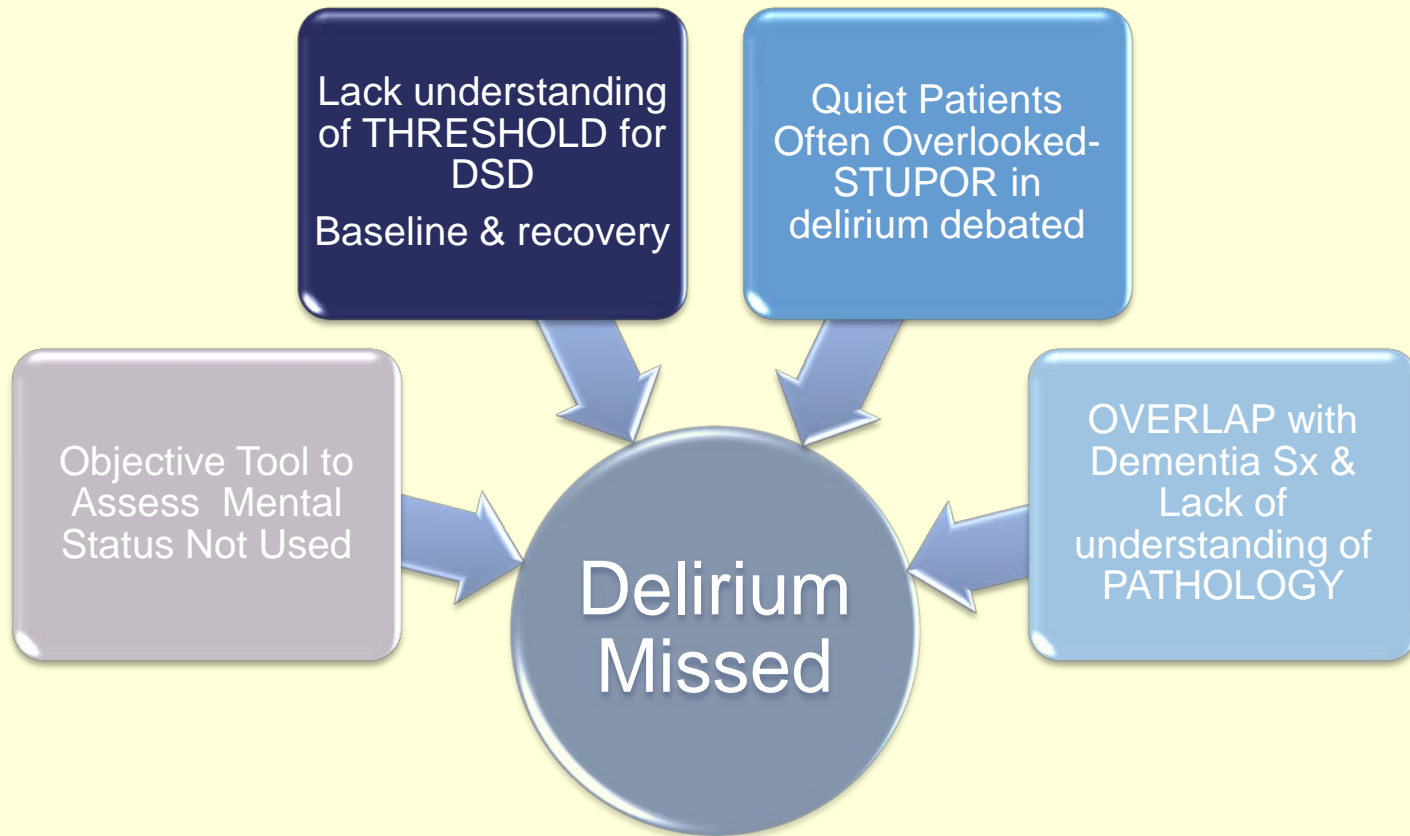 Lack understanding
of THRESHOLD for
DSD
Baseline & recovery
Quiet Patients
Often Overlooked-
STUPOR in
delirium debated
Objective Tool to
Assess Mental
Status Not Used
OVERLAP with
Dementia Sx &
Lack of
understanding of
PATHOLOGY
Delirium
Missed